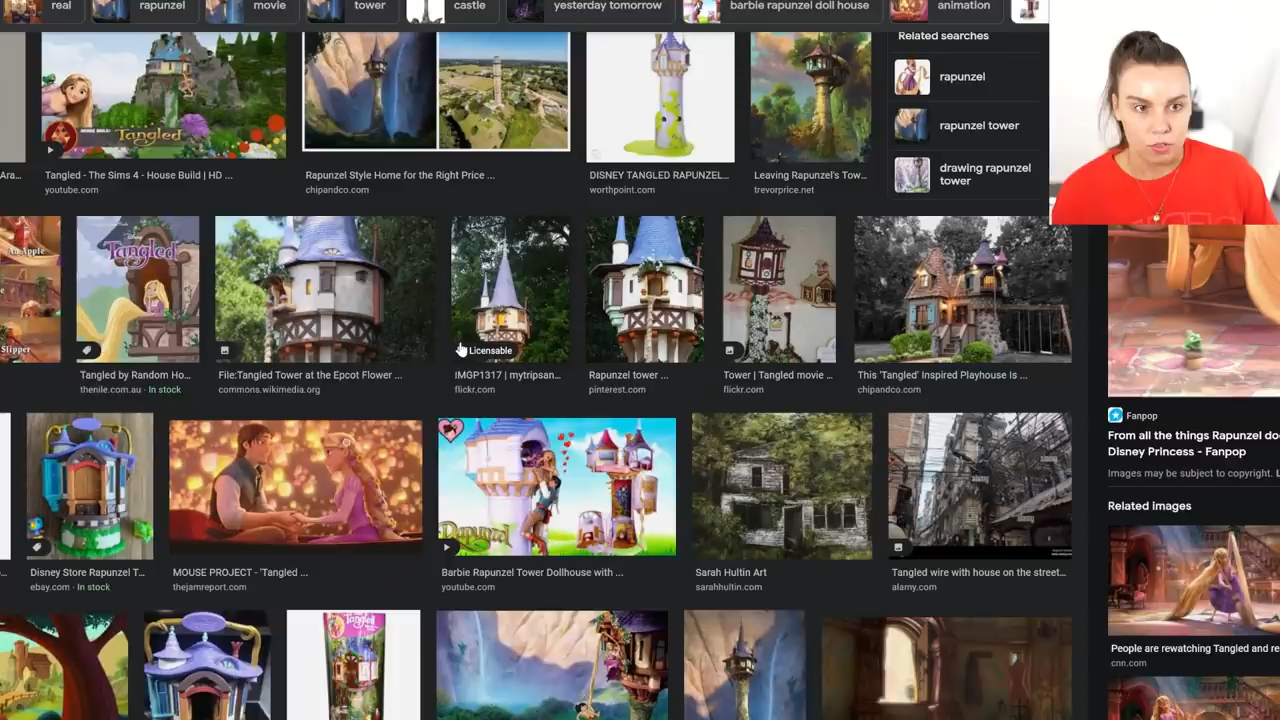 real
rapunzel
movie
tower
castle
yesterday tomorrow
barbie rapunzel doll house
animation
Related searches
rapunzel
rapunzel tower
drawing rapunzel
tower
Tangled
Ara...
Tangled - The Sims 4 - House Build | HD ...
youtube.com
Rapunzel Style Home for the Right Price ...
chipandco.com
DISNEY TANGLED RAPUNZEL...
worthpoint.com
Leaving Rapunzel's Tow...
trevorprice.net
An Apple
Slipper
Tangled
Licensable
Tangled by Random Ho...
thenile.com.au · In stock
File:Tangled Tower at the Epcot Flower ...
commons.wikimedia.org
IMGP1317 | mytripsan...
flickr.com
Rapunzel tower ...
pinterest.com
Tower | Tangled movie ...
flickr.com
This 'Tangled' Inspired Playhouse Is ...
chipandco.com
Fanpop
From all the things Rapunzel do
Disney Princess - Fanpop
Images may be subject to copyright. L
Related images
Rapunzel
Disney Store Rapunzel T...
ebay.com · In stock
MOUSE PROJECT - 'Tangled ...
thejamreport.com
Barbie Rapunzel Tower Dollhouse with ...
youtube.com
Sarah Hultin Art
sarahhultin.com
Tangled wire with house on the street...
alamy.com
Tangled
People are rewatching Tangled and re
cnn.com